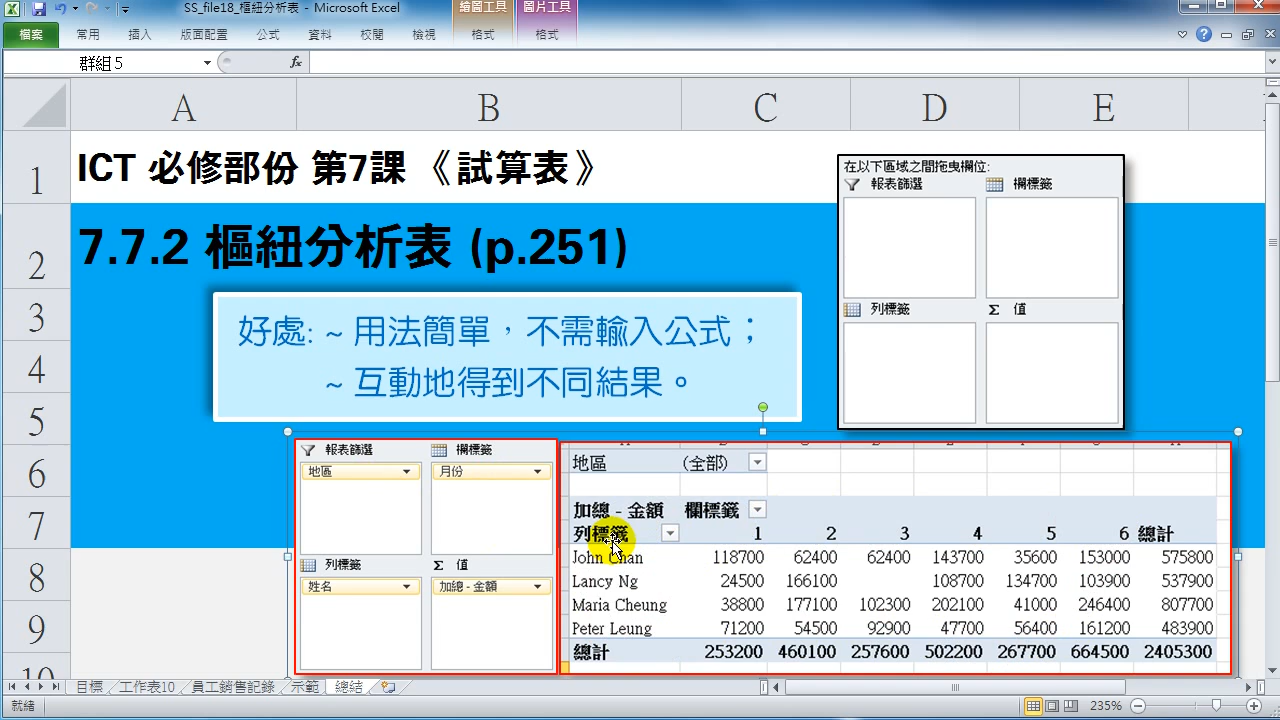 SS_file18_樞紐分析表 - Microsoft Excel
繪圖工具 圖片工具
檔案 常用 插入 版面配置 公式 資料 校閱 檢視 格式 格式
群組 5 fx
A B C D E
1 ICT 必修部份 第7課 《試算表》
2 7.7.2 樞紐分析表 (p.251)
3
4
5
6
7
8
9
10
好處: ~ 用法簡單，不需輸入公式；
~ 互動地得到不同結果。
在以下區域之間拖曳欄位:
報表篩選 欄標籤
列標籤 Σ 值
報表篩選 欄標籤
地區 月份
列標籤 Σ 值
姓名 加總 - 金額
地區 (全部)
加總 - 金額 欄標籤
列標籤 1 2 3 4 5 6 總計
John Chan 118700 62400 62400 143700 35600 153000 575800
Lancy Ng 24500 166100 108700 134700 103900 537900
Maria Cheung 38800 177100 102300 202100 41000 246400 807700
Peter Leung 71200 54500 92900 47700 56400 161200 483900
總計 253200 460100 257600 502200 267700 664500 2405300
目標 工作表10 員工銷售記錄 示範 總結
就緒 235%